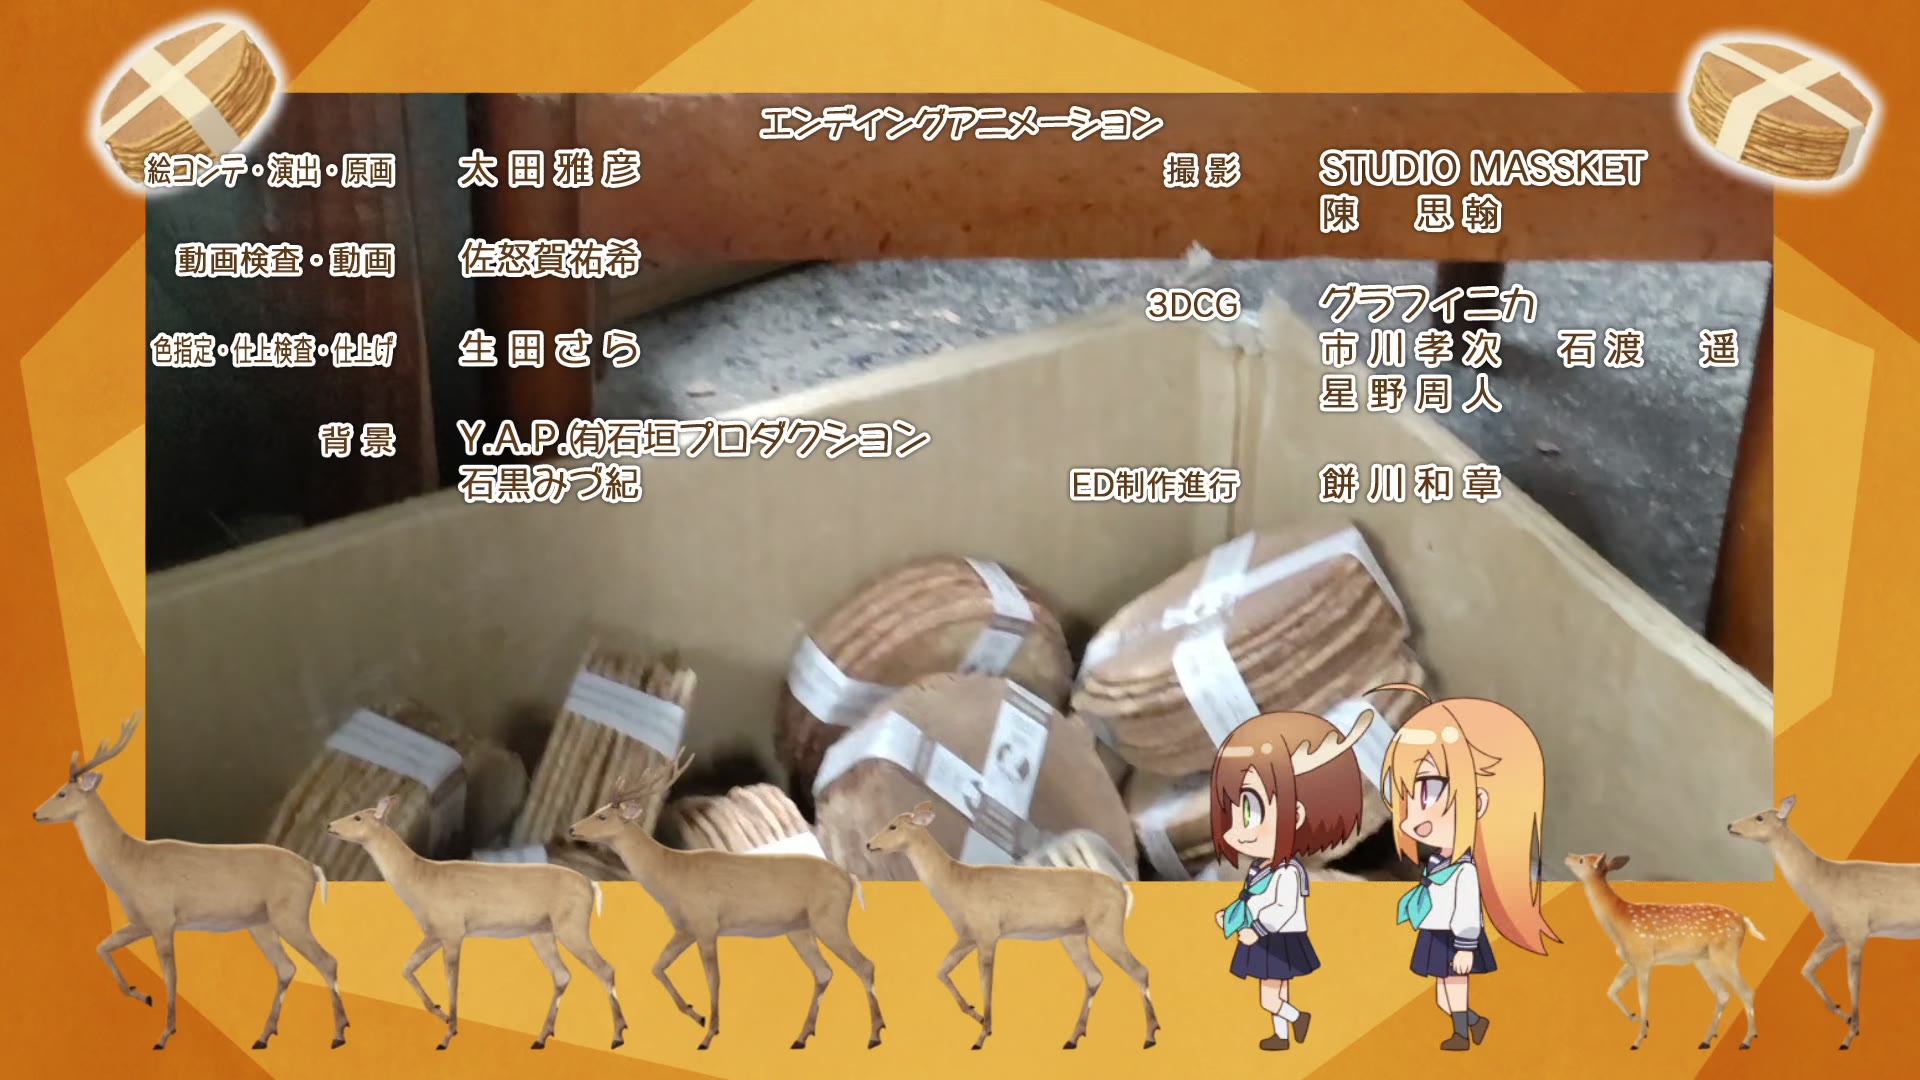 エンディングアニメーション
絵コンテ・演出・原画 太田雅彦
動画検査・動画 佐怒賀祐希
色指定・仕上検査・仕上げ 生田さら
背景 Y.A.P.㈲石垣プロダクション
石黒みづ紀
撮影 STUDIO MASSKET
陳 思翰
3DCG グラフィニカ
市川孝次 石渡 遥
星野周人
ED制作進行 餅川和章